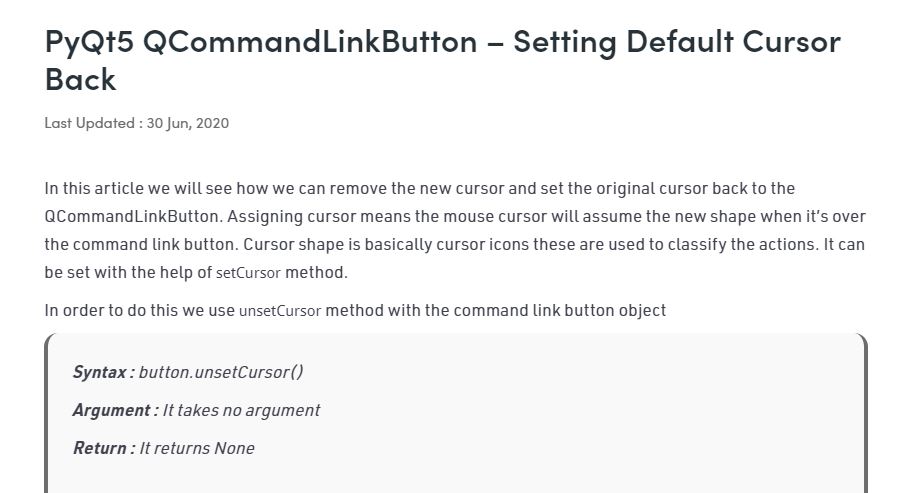 PyQt5 QCommandLinkButton – Setting Default Cursor
Back
Last Updated : 30 Jun, 2020
In this article we will see how we can remove the new cursor and set the original cursor back to the
QCommandLinkButton. Assigning cursor means the mouse cursor will assume the new shape when it's over
the command link button. Cursor shape is basically cursor icons these are used to classify the actions. It can
be set with the help of setCursor method.
In order to do this we use unsetCursor method with the command link button object
Syntax : button.unsetCursor()
Argument : It takes no argument
Return : It returns None